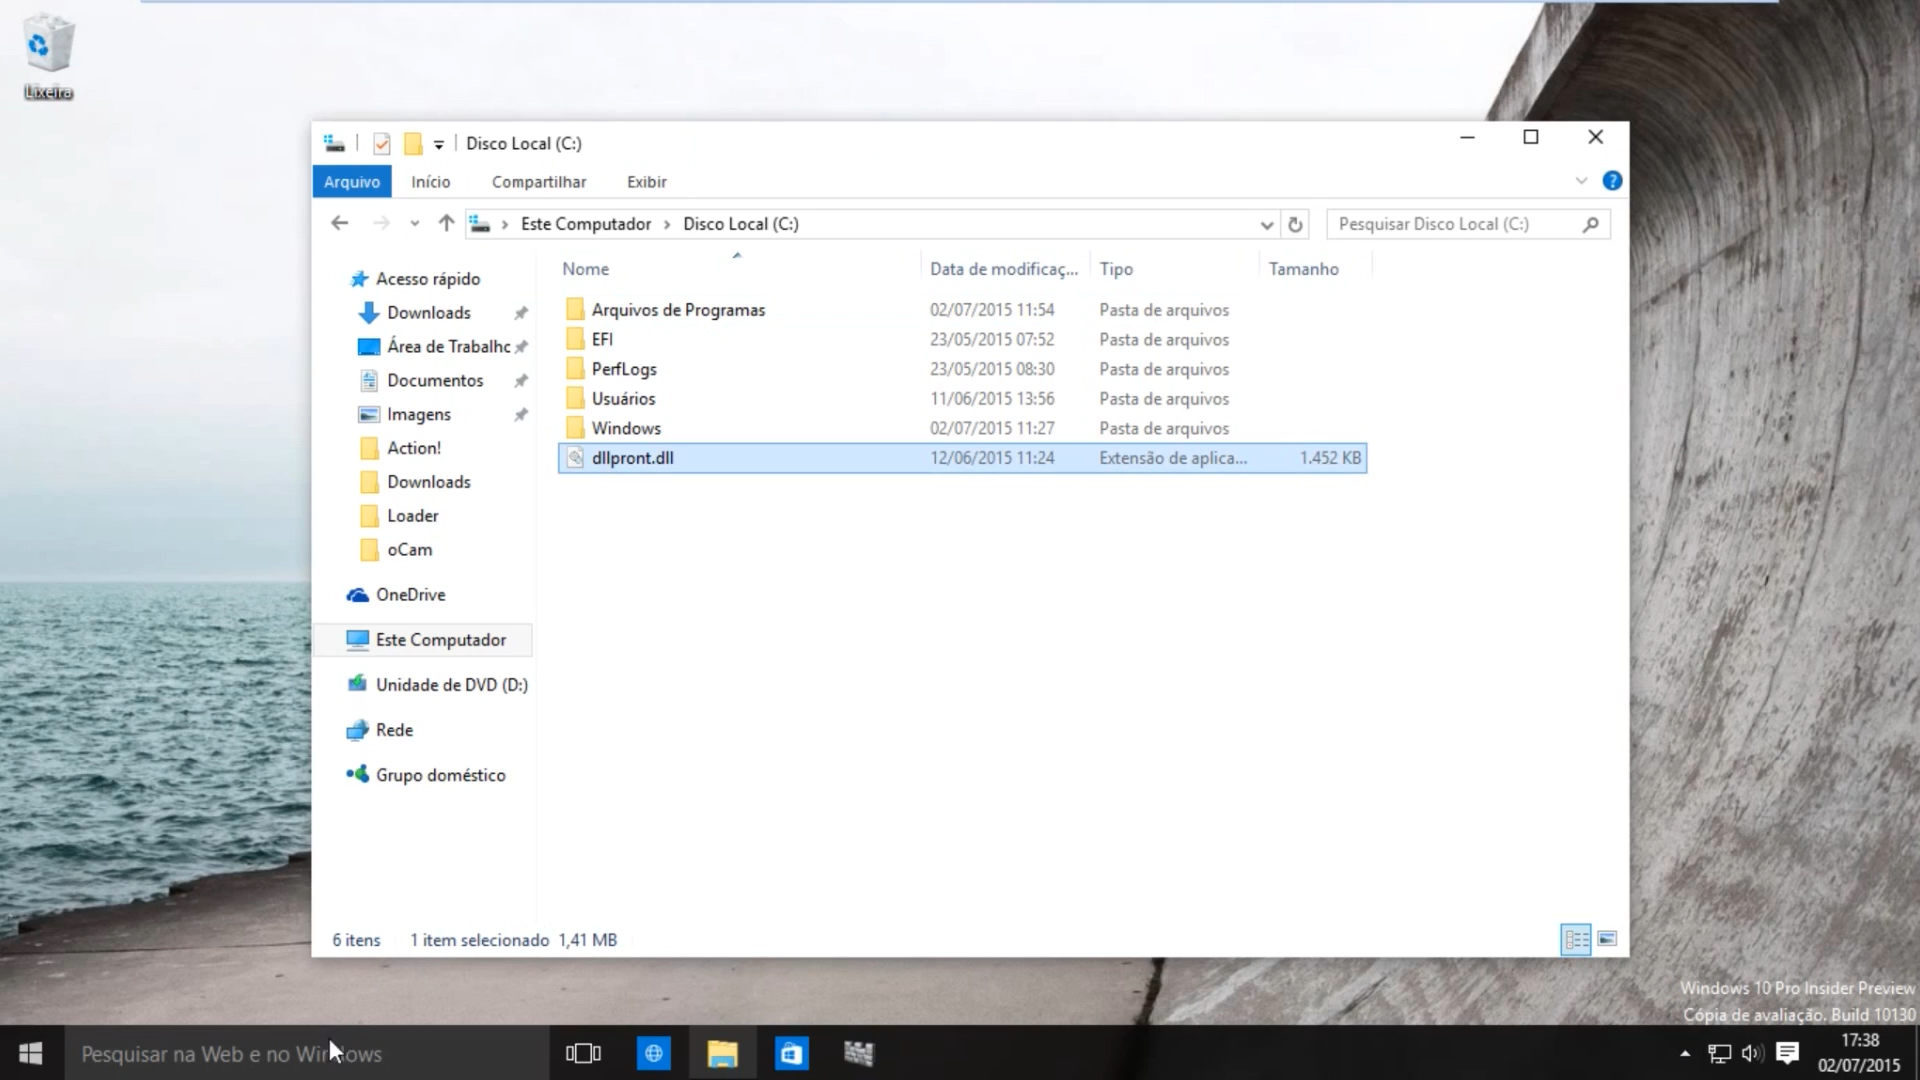 Lixeira
Disco Local (C:)
Arquivo Início Compartilhar Exibir
Este Computador Disco Local (C:)
Pesquisar Disco Local (C:)
Nome Data de modificaç... Tipo Tamanho
Acesso rápido
Downloads
Área de Trabalhc
Documentos
Imagens
Action!
Downloads
Loader
oCam
OneDrive
Este Computador
Unidade de DVD (D:)
Rede
Grupo doméstico
Arquivos de Programas 02/07/2015 11:54 Pasta de arquivos
EFI 23/05/2015 07:52 Pasta de arquivos
PerfLogs 23/05/2015 08:30 Pasta de arquivos
Usuários 11/06/2015 13:56 Pasta de arquivos
Windows 02/07/2015 11:27 Pasta de arquivos
dllpront.dll 12/06/2015 11:24 Extensão de aplica... 1.452 KB
6 itens 1 item selecionado 1,41 MB
Windows 10 Pro Insider Preview
Cópia de avaliação. Build 10130
Pesquisar na Web e no Windows
17:38
02/07/2015